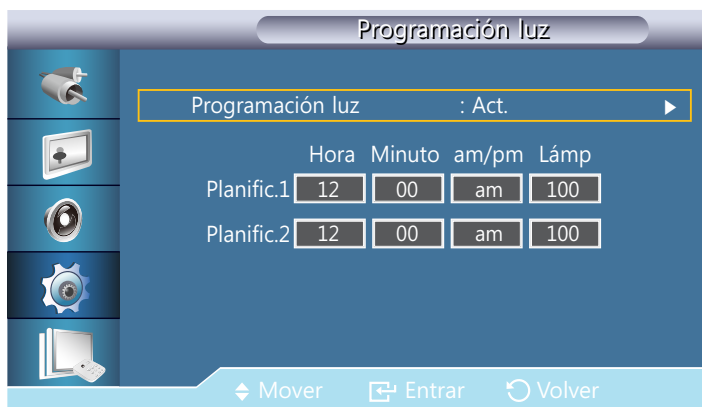 Programación luz
Programación luz : Act.
Hora Minuto am/pm Lámp
Planific.1 12 00 am 100
Planific.2 12 00 am 100
Mover Entrar Volver